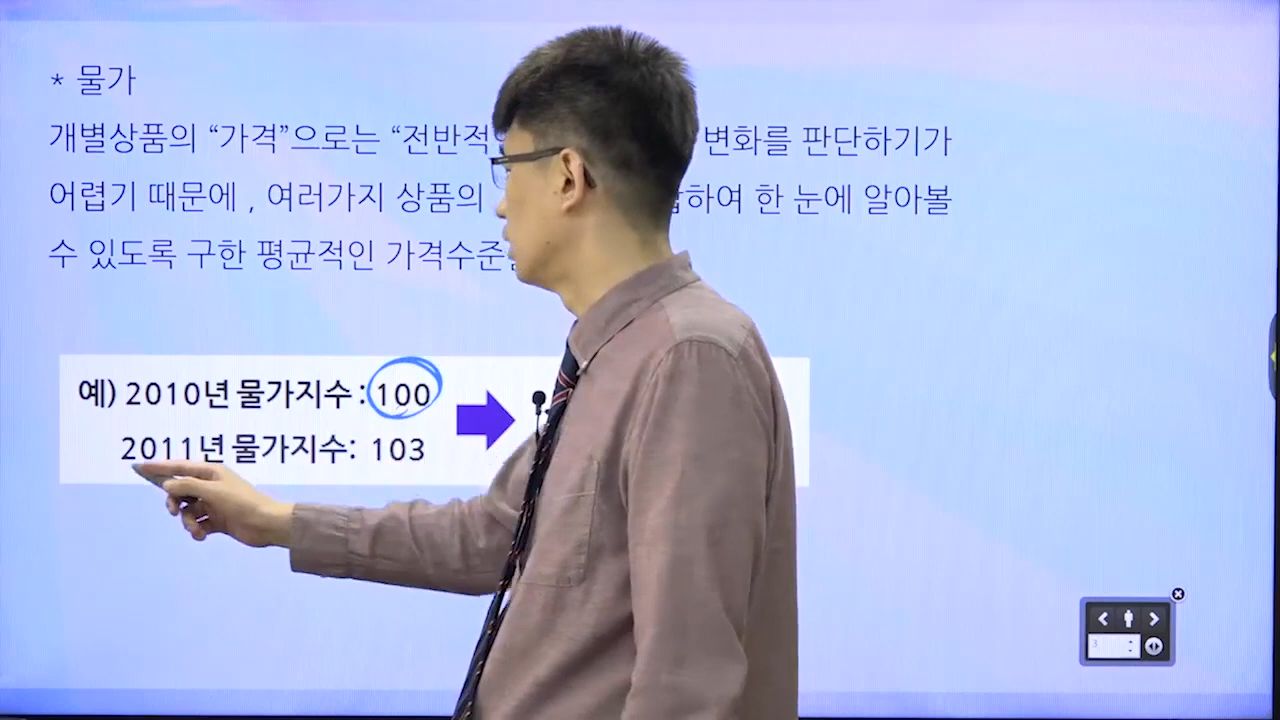 * 물가
개별상품의 “가격”으로는 “전반적 변화를 판단하기가
어렵기 때문에 , 여러가지 상품의 하여 한 눈에 알아볼
수 있도록 구한 평균적인 가격수준
예) 2010년 물가지수 : 100
2011년 물가지수: 103
3